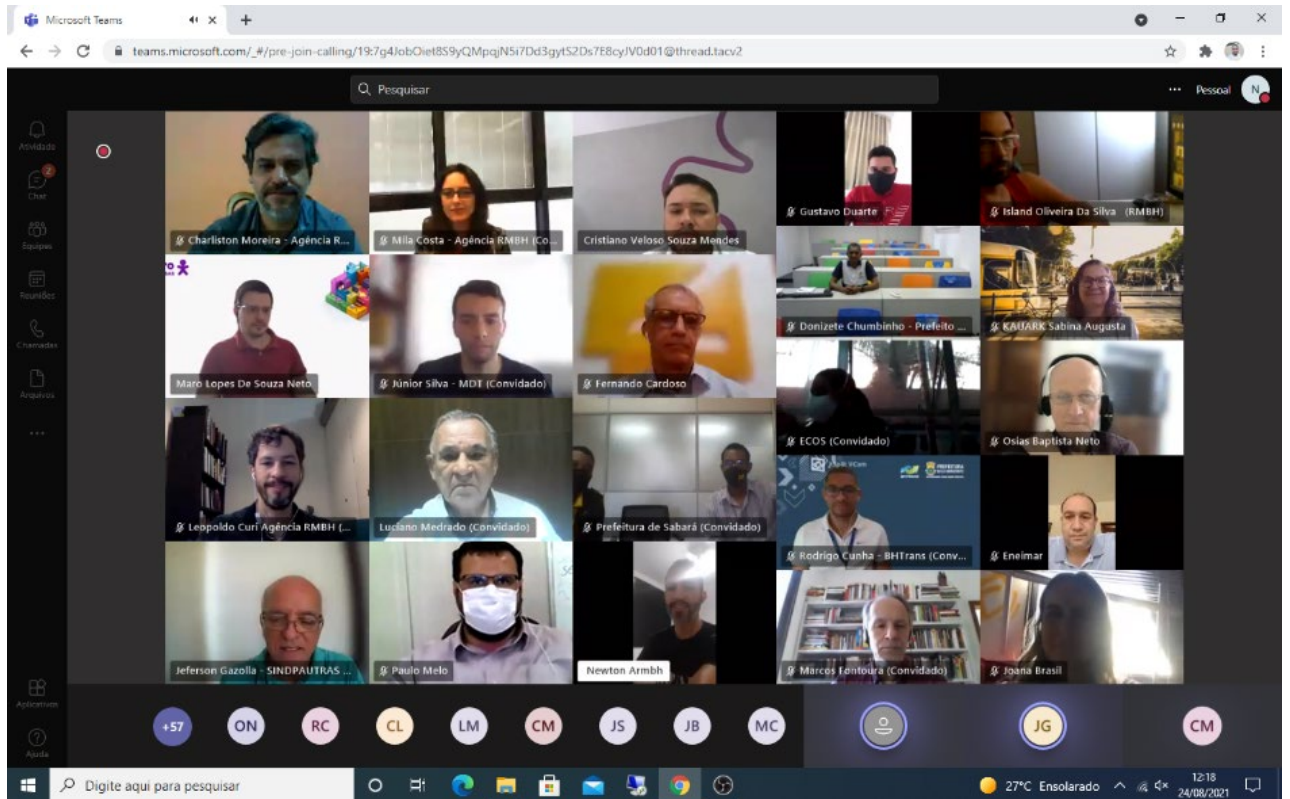 Microsoft Teams
teams.microsoft.com/_#/pre-join-calling/19:7g4JobOiet8S9yQMpqjN5i7Dd3gytS2Ds7E8cyJV0d01@thread.tacv2
Pesquisar
Pessoal
N
Atividade
Chat
2
Equipes
Reuniões
Chamadas
Arquivos
Charliston Moreira - Agência R...
Mila Costa - Agência RMBH (Co...
Cristiano Veloso Souza Mendes
Gustavo Duarte
Island Oliveira Da Silva (RMBH)
Maro Lopes De Souza Neto
Júnior Silva - MDT (Convidado)
Fernando Cardoso
Donizete Chumbinho - Prefeito ...
KAUARK Sabina Augusta
ECOS (Convidado)
Osias Baptista Neto
Leopoldo Curi Agência RMBH (...
Luciano Medrado (Convidado)
Prefeitura de Sabará (Convidado)
PREFEITURA
Rodrigo Cunha - BHTrans (Conv...
Eneimar
Jeferson Gazolla - SINDPAUTRAS ...
Paulo Melo
Newton Armbh
Marcos Fontoura (Convidado)
Joana Brasil
Aplicativos
Ajuda
+57
ON
RC
CL
LM
CM
JS
JB
MC
JG
CM
Digite aqui para pesquisar
27°C Ensolarado
12:18
24/08/2021